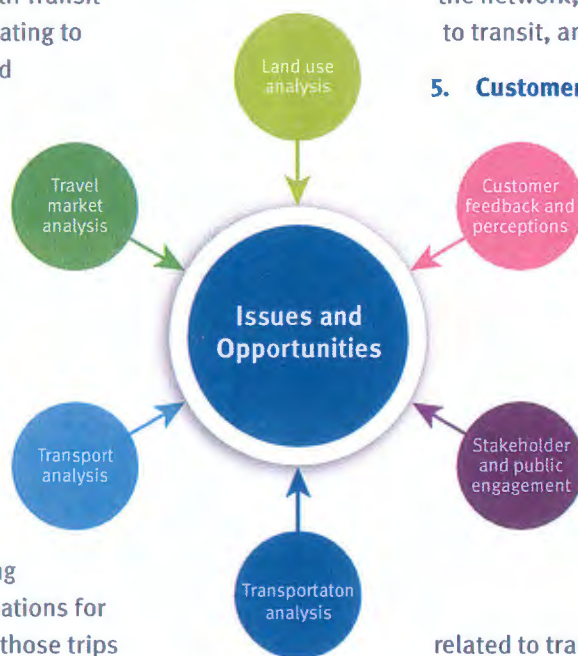 ating to
the network,
to transit, ar
5. Customer
Land use
analysis
Travel
market
analysis
Customer
feedback and
perceptions
Issues and
Opportunities
Transport
analysis
Stakeholder
and public
engagement
Transportaton
analysis
ations for
those trips
related to tra